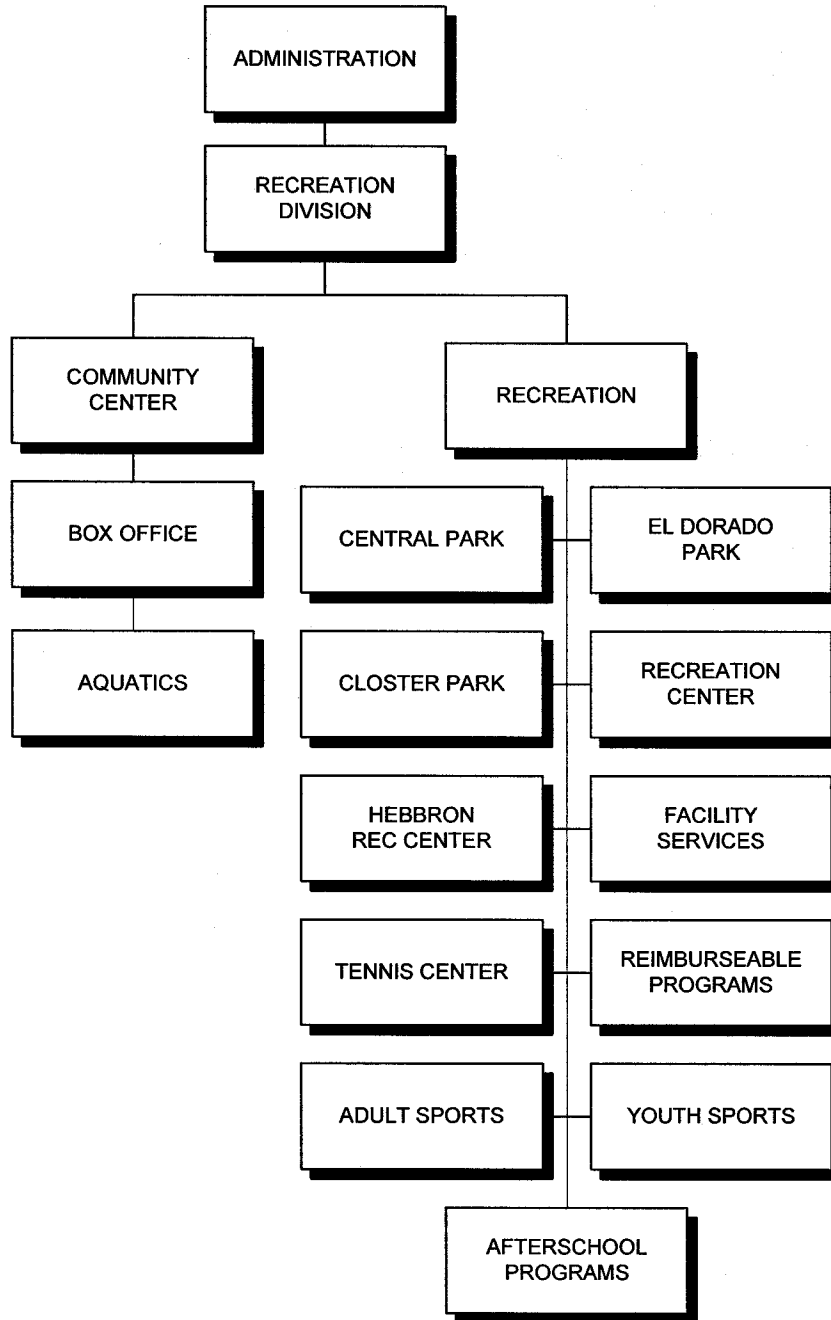 ADMINISTRATION
RECREATION
DIVISION
COMMUNITY
CENTER
RECREATION
BOX OFFICE
CENTRAL PARK
EL DORADO
PARK
AQUATICS
CLOSTER PARK
RECREATION
CENTER
HEBBRON
REC CENTER
FACILITY
SERVICES
TENNIS CENTER
REIMBURSEABLE
PROGRAMS
ADULT SPORTS
YOUTH SPORTS
AFTERSCHOOL
PROGRAMS